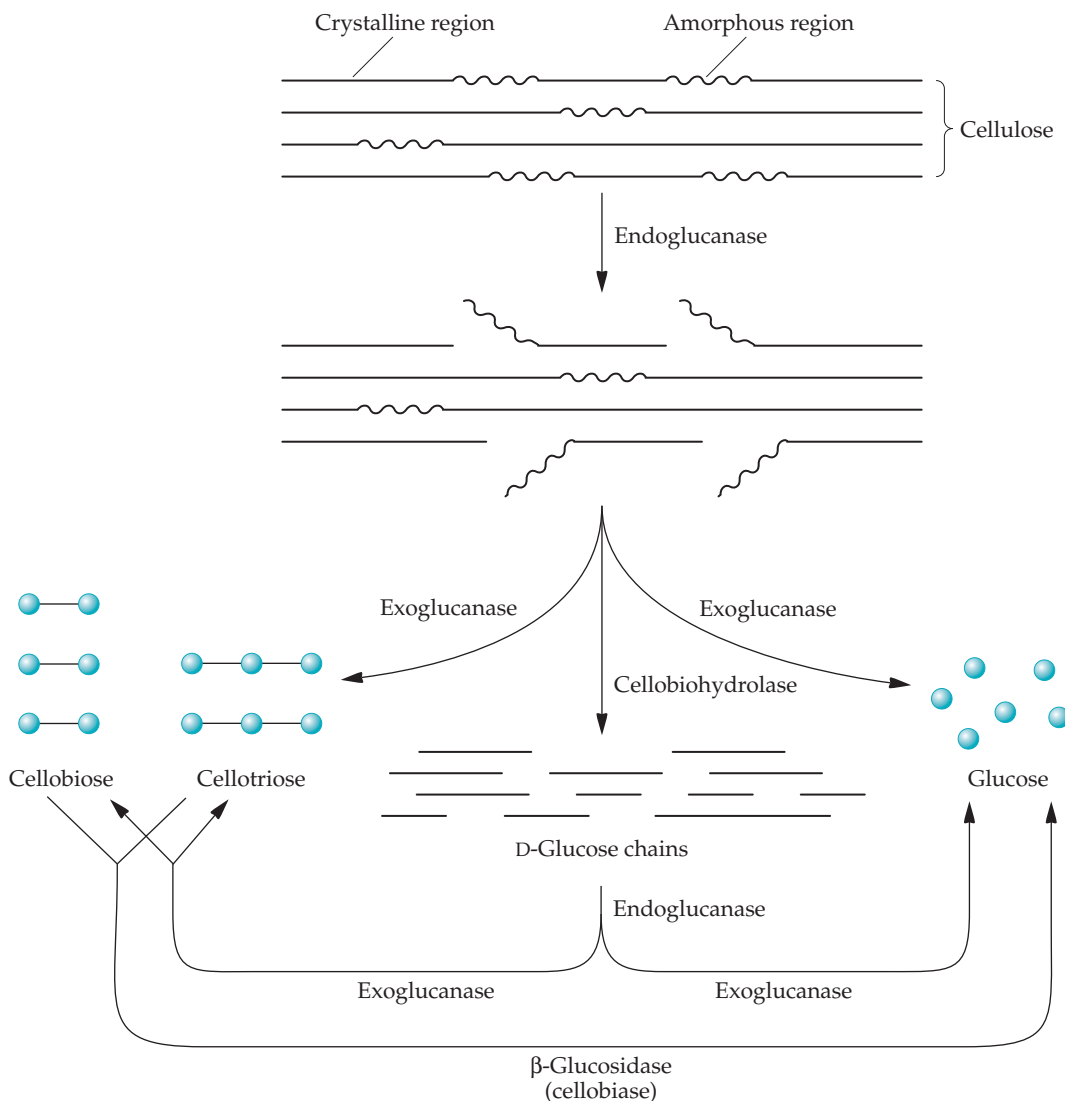 Crystalline region
Amorphous region
Cellulose
Endoglucanase
Exoglucanase
Exoglucanase
Cellobiohydrolase
Cellobiose
Cellotriose
Glucose
D-Glucose chains
Endoglucanase
Exoglucanase
Exoglucanase
β-Glucosidase
(cellobiase)